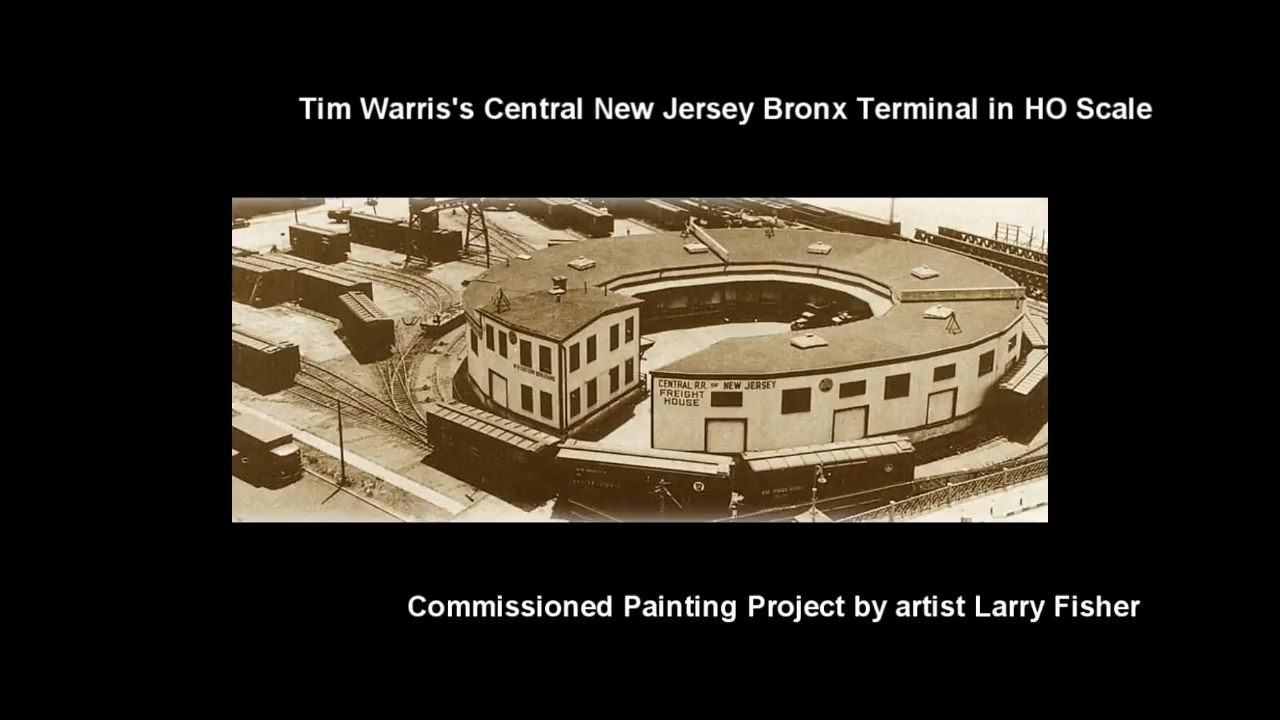 Tim Warris's Central New Jersey Bronx Terminal in HO Scale
CENTRAL R.R. OF NEW JERSEY
FREIGHT
HOUSE
Commissioned Painting Project by artist Larry Fisher